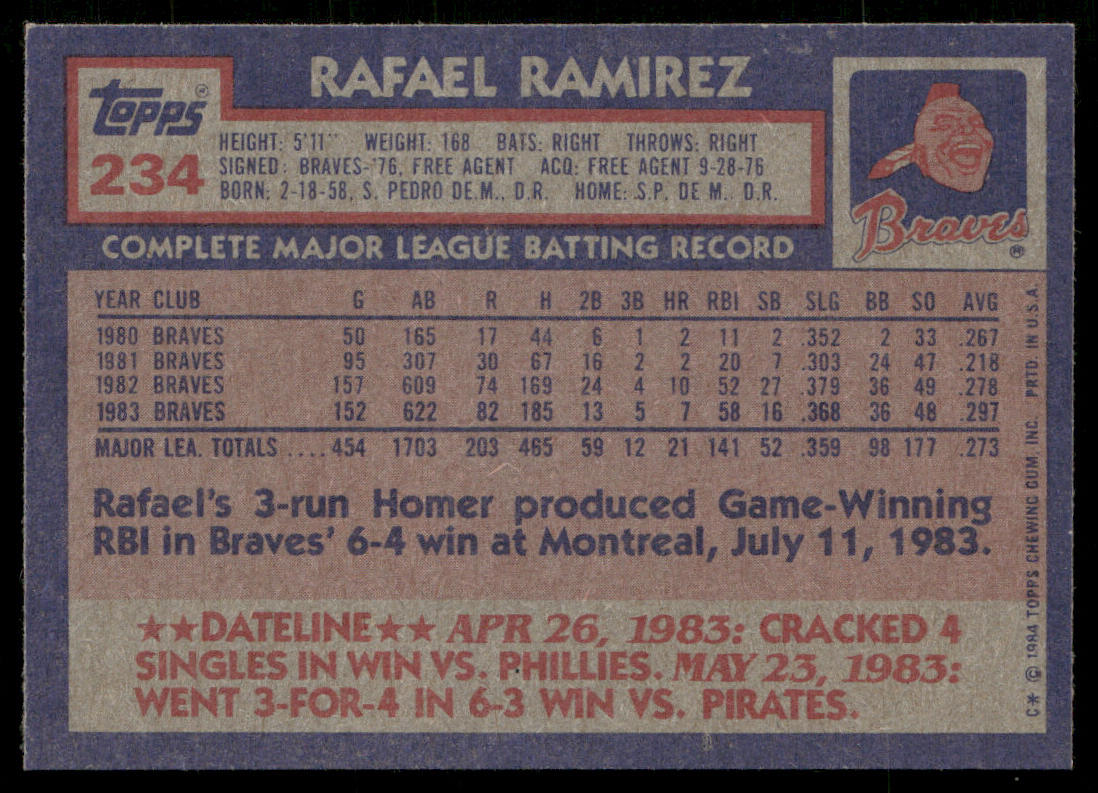 RAFAEL RAMIREZ
topps®
234
HEIGHT: 5'11" WEIGHT: 168 BATS: RIGHT THROWS: RIGHT
SIGNED: BRAVES-'76, FREE AGENT ACQ: FREE AGENT 9-28-76
BORN: 2-18-58, S. PEDRO DE.M., D.R. HOME: S.P. DE M., D.R.
Braves®
COMPLETE MAJOR LEAGUE BATTING RECORD
YEAR CLUB G AB R H 2B 3B HR RBI SB SLG BB SO AVG
1980 BRAVES 50 165 17 44 6 1 2 11 2 .352 2 33 .267
1981 BRAVES 95 307 30 67 16 2 2 20 7 .303 24 47 .218
1982 BRAVES 157 609 74 169 24 4 10 52 27 .379 36 49 .278
1983 BRAVES 152 622 82 185 13 5 7 58 16 .368 36 48 .297
MAJOR LEA. TOTALS .... 454 1703 203 465 59 12 21 141 52 .359 98 177 .273
Rafael's 3-run Homer produced Game-Winning
RBI in Braves' 6-4 win at Montreal, July 11, 1983.
★★DATELINE★★ APR 26, 1983: CRACKED 4
SINGLES IN WIN VS. PHILLIES. MAY 23, 1983:
WENT 3-FOR-4 IN 6-3 WIN VS. PIRATES.
C* © 1984 TOPPS CHEWING GUM, INC. PRTD. IN U.S.A.